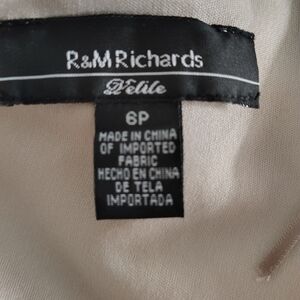 R&M Richards
Petite
6P
MADE IN CHINA
OF IMPORTED
FABRIC
HECHO EN CHINA
DE TELA
IMPORTADA